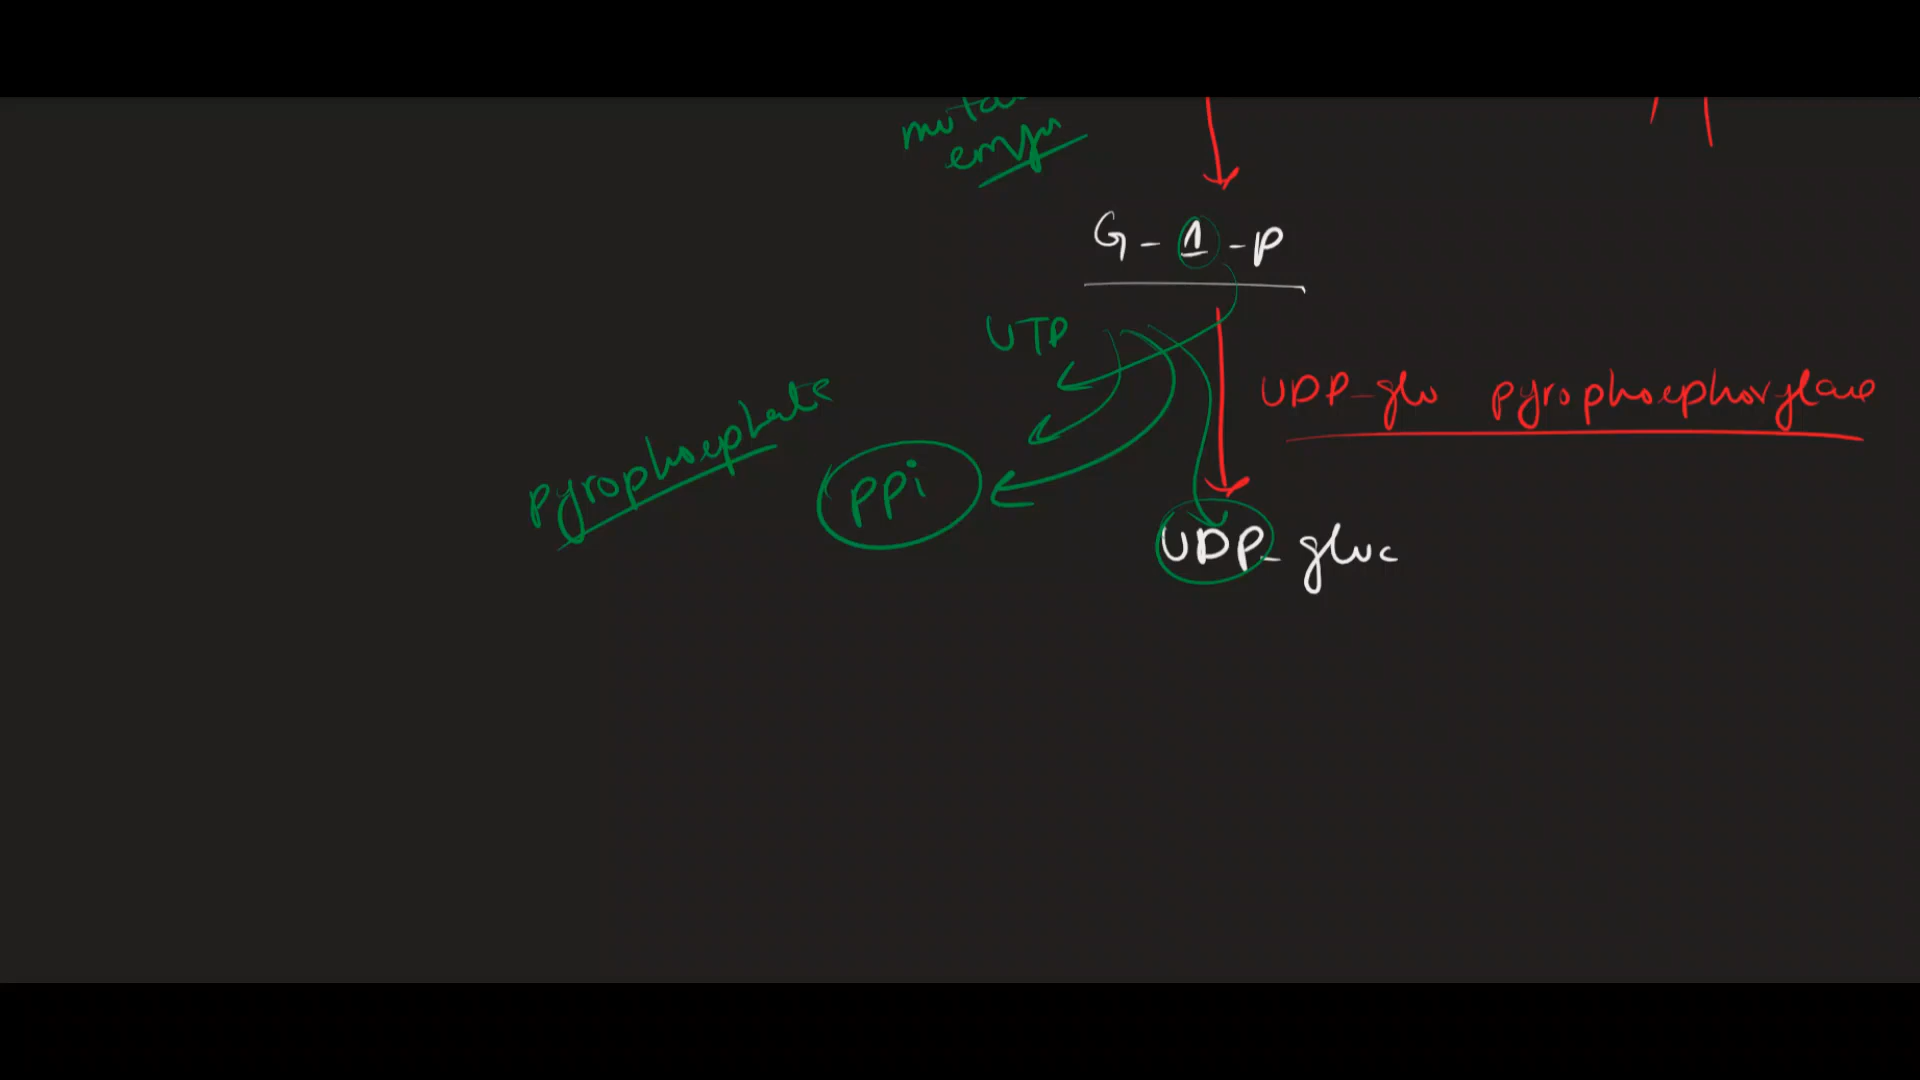 G-1-P
UTP
UDP-glu pyrophosphorylase
pyrophosphate
PPi
UDP-gluc